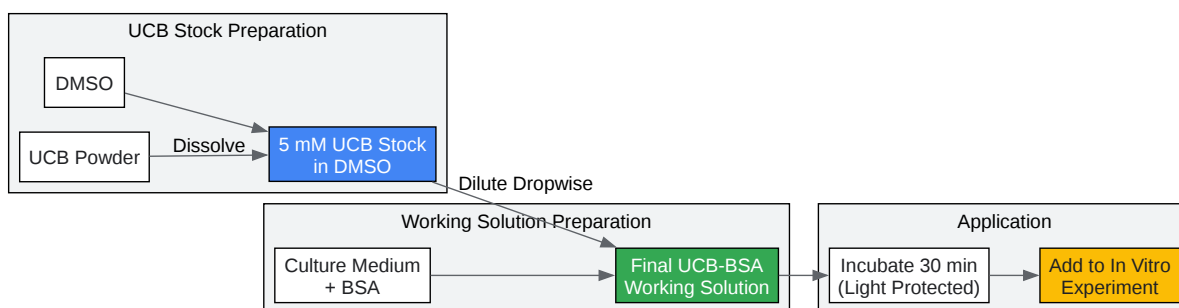 UCB Stock Preparation
DMSO
UCB Powder
Dissolve
5 mM UCB Stock
in DMSO
Dilute Dropwise
Working Solution Preparation
Culture Medium
+ BSA
Final UCB-BSA
Working Solution
Application
Incubate 30 min
(Light Protected)
Add to In Vitro
Experiment